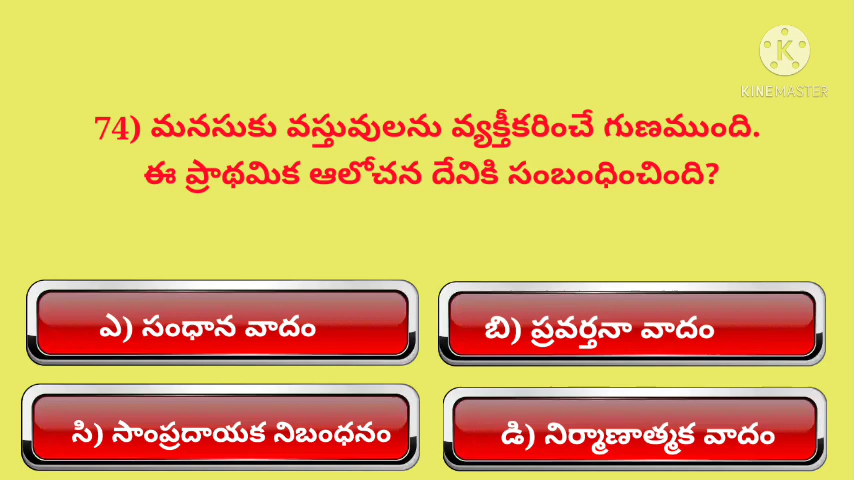 KINEMASTER
74) మనసుకు వస్తువులను వ్యక్తీకరించే గుణముంది.
ఈ ప్రాథమిక ఆలోచన దేనికి సంబంధించింది?
ఎ) సంధాన వాదం
బి) ప్రవర్తనా వాదం
సి) సాంప్రదాయక నిబంధనం
డి) నిర్మాణాత్మక వాదం